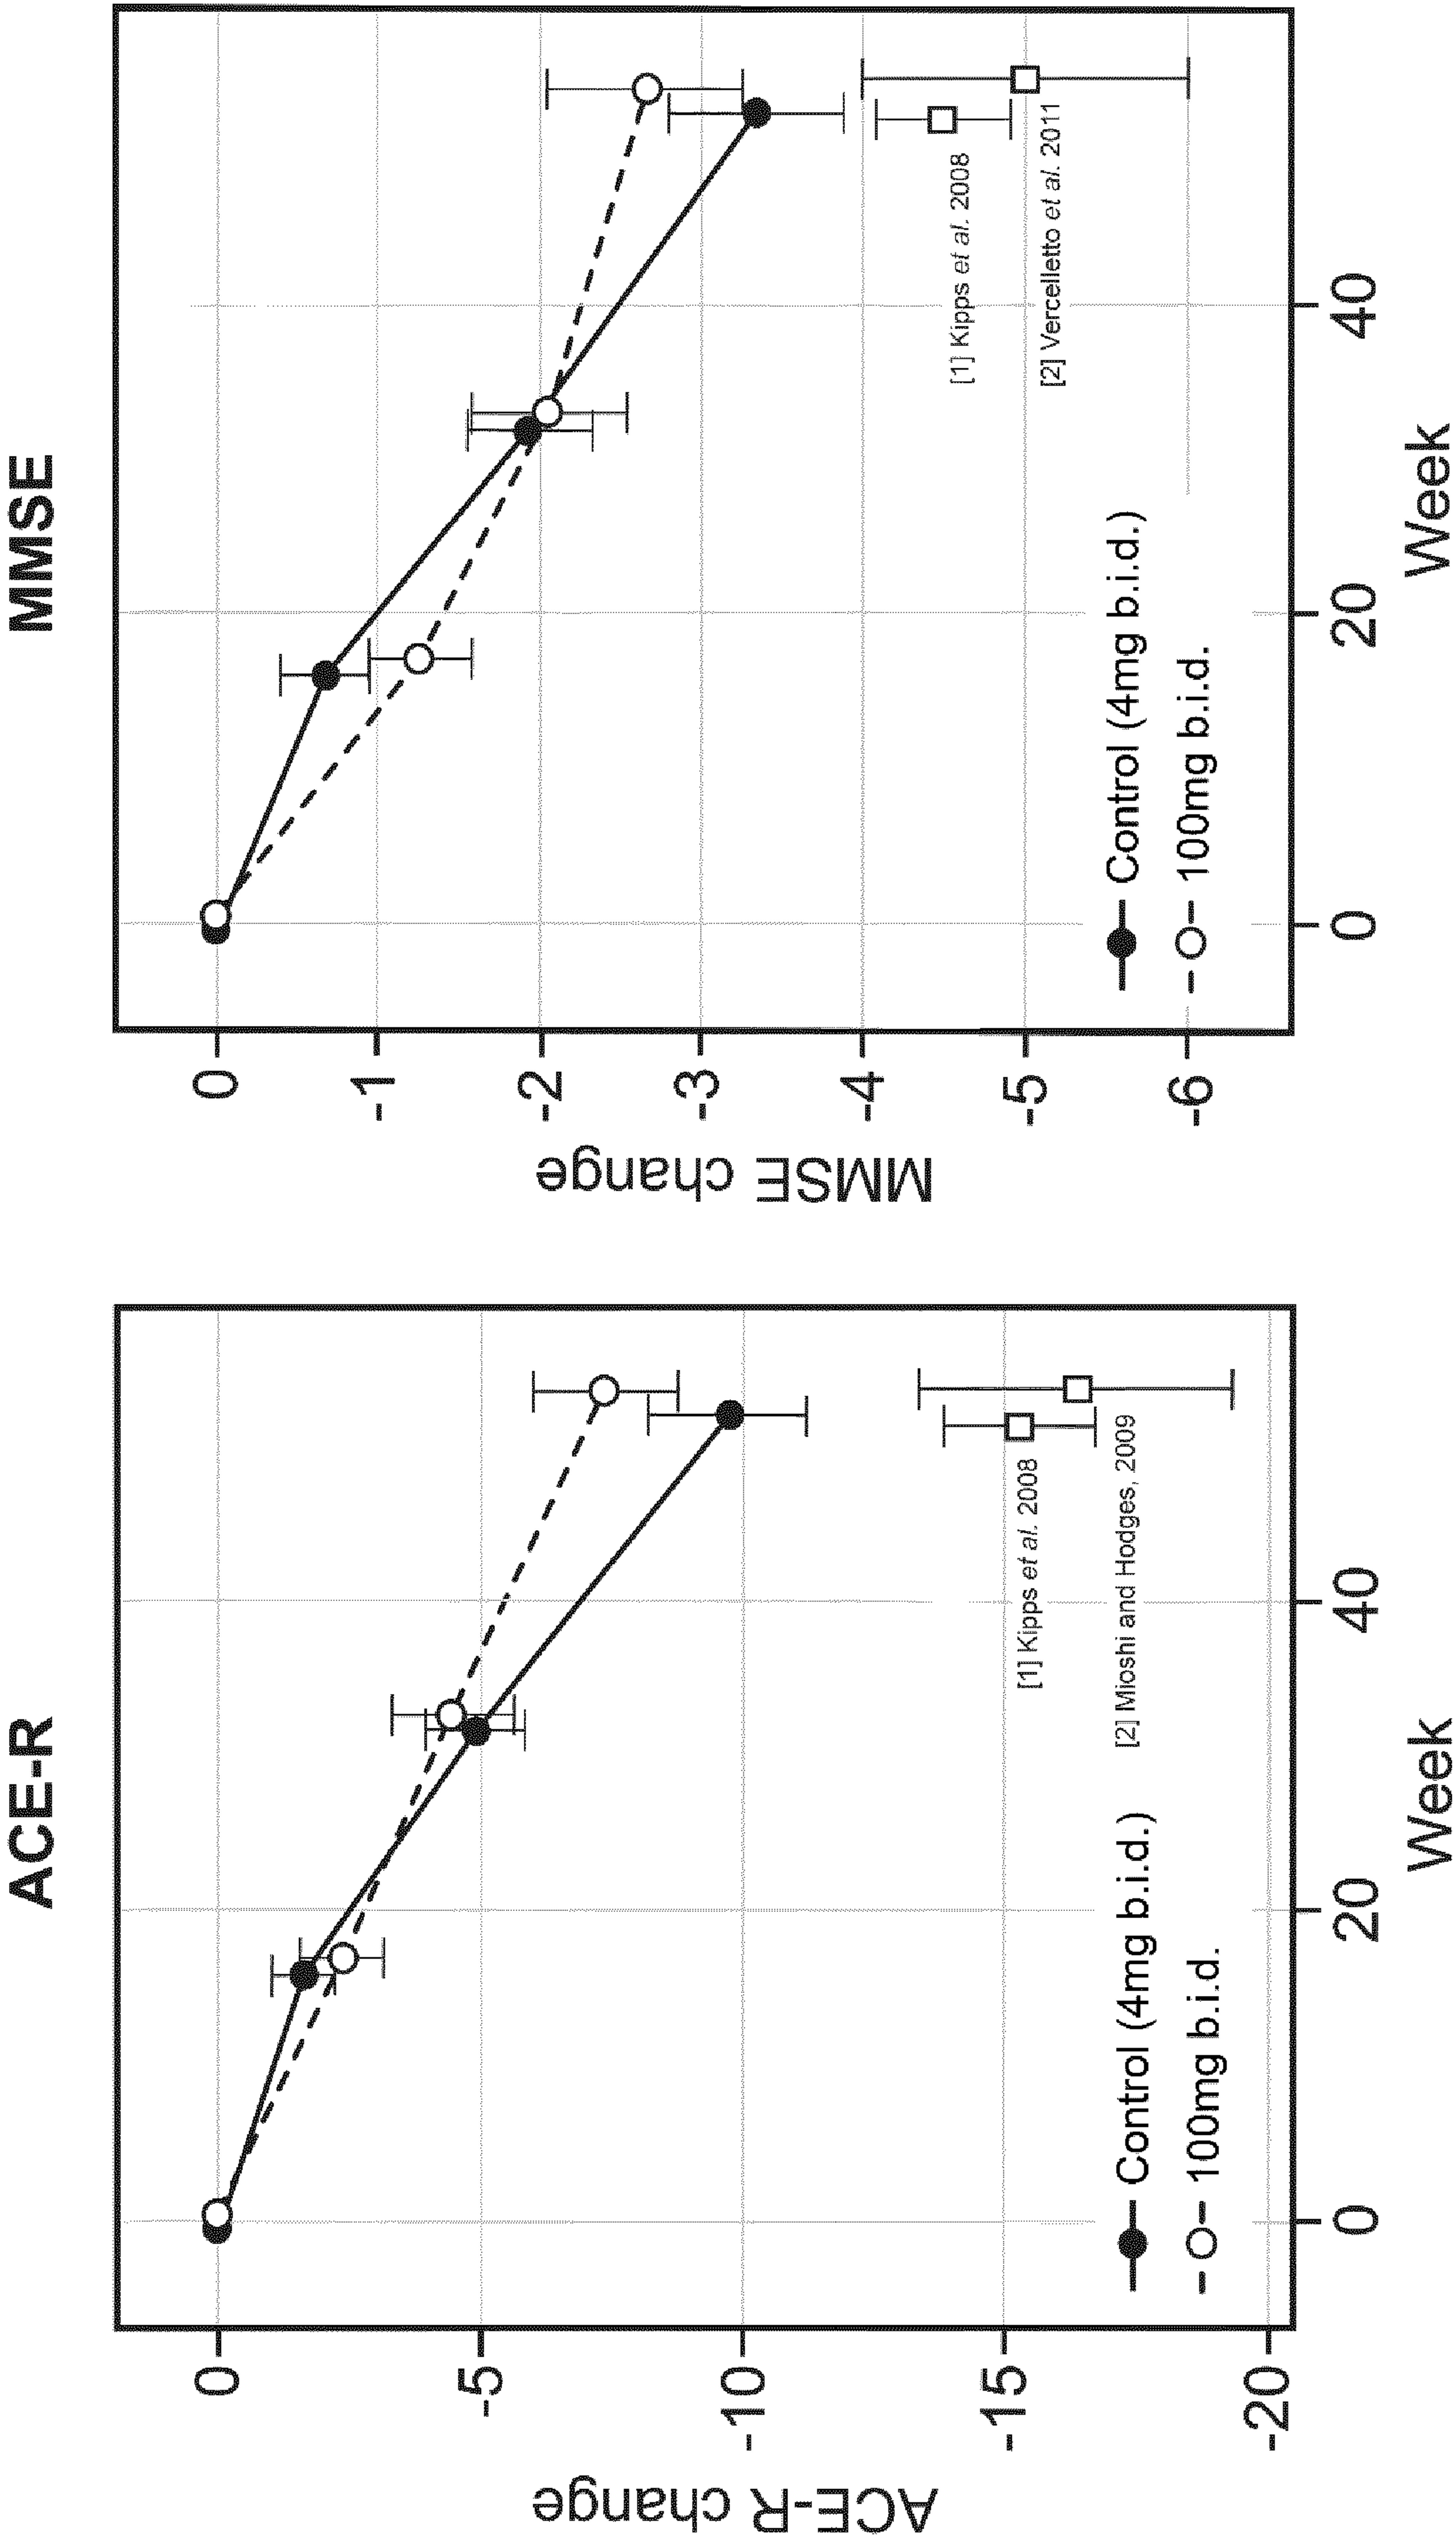 ACE-R
ACE-R change
0
-5
-10
-15
-20
[1] Kipps et al. 2008
[2] Mioshi and Hodges, 2009
Control (4mg b.i.d.)
100mg b.i.d.
0
20
40
Week
MMSE
MMSE change
0
-1
-2
-3
-4
-5
-6
[1] Kipps et al. 2008
[2] Vercelletto et al. 2011
Control (4mg b.i.d.)
100mg b.i.d.
0
20
40
Week